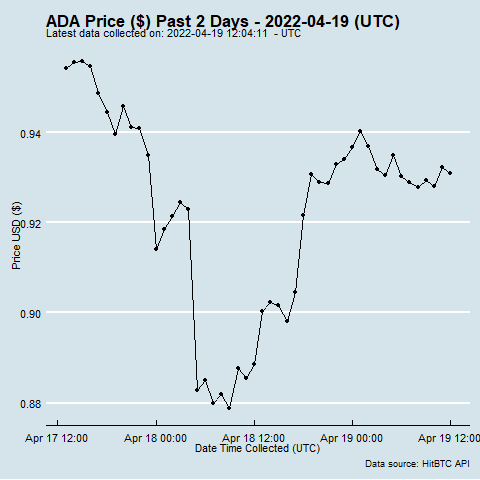 ADA Price ($) Past 2 Days - 2022-04-19 (UTC)
Latest data collected on: 2022-04-19 12:04:11 - UTC
0.94
0.92
0.90
0.88
Price USD ($)
Apr 17 12:00
Apr 18 00:00
Apr 18 12:00
Apr 19 00:00
Apr 19 12:00
Date Time Collected (UTC)
Data source: HitBTC API